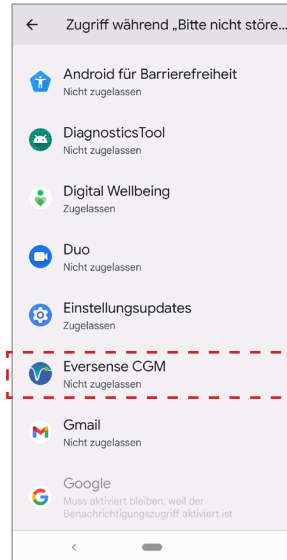 Zugriff während „Bitte nicht störe...
Android für Barrierefreiheit
Nicht zugelassen
DiagnosticsTool
Nicht zugelassen
Digital Wellbeing
Zugelassen
Duo
Nicht zugelassen
Einstellungsupdates
Zugelassen
Eversense CGM
Nicht zugelassen
Gmail
Nicht zugelassen
Google
Muss aktiviert bleiben, weil der
Benachrichtigungszugriff aktiviert ist